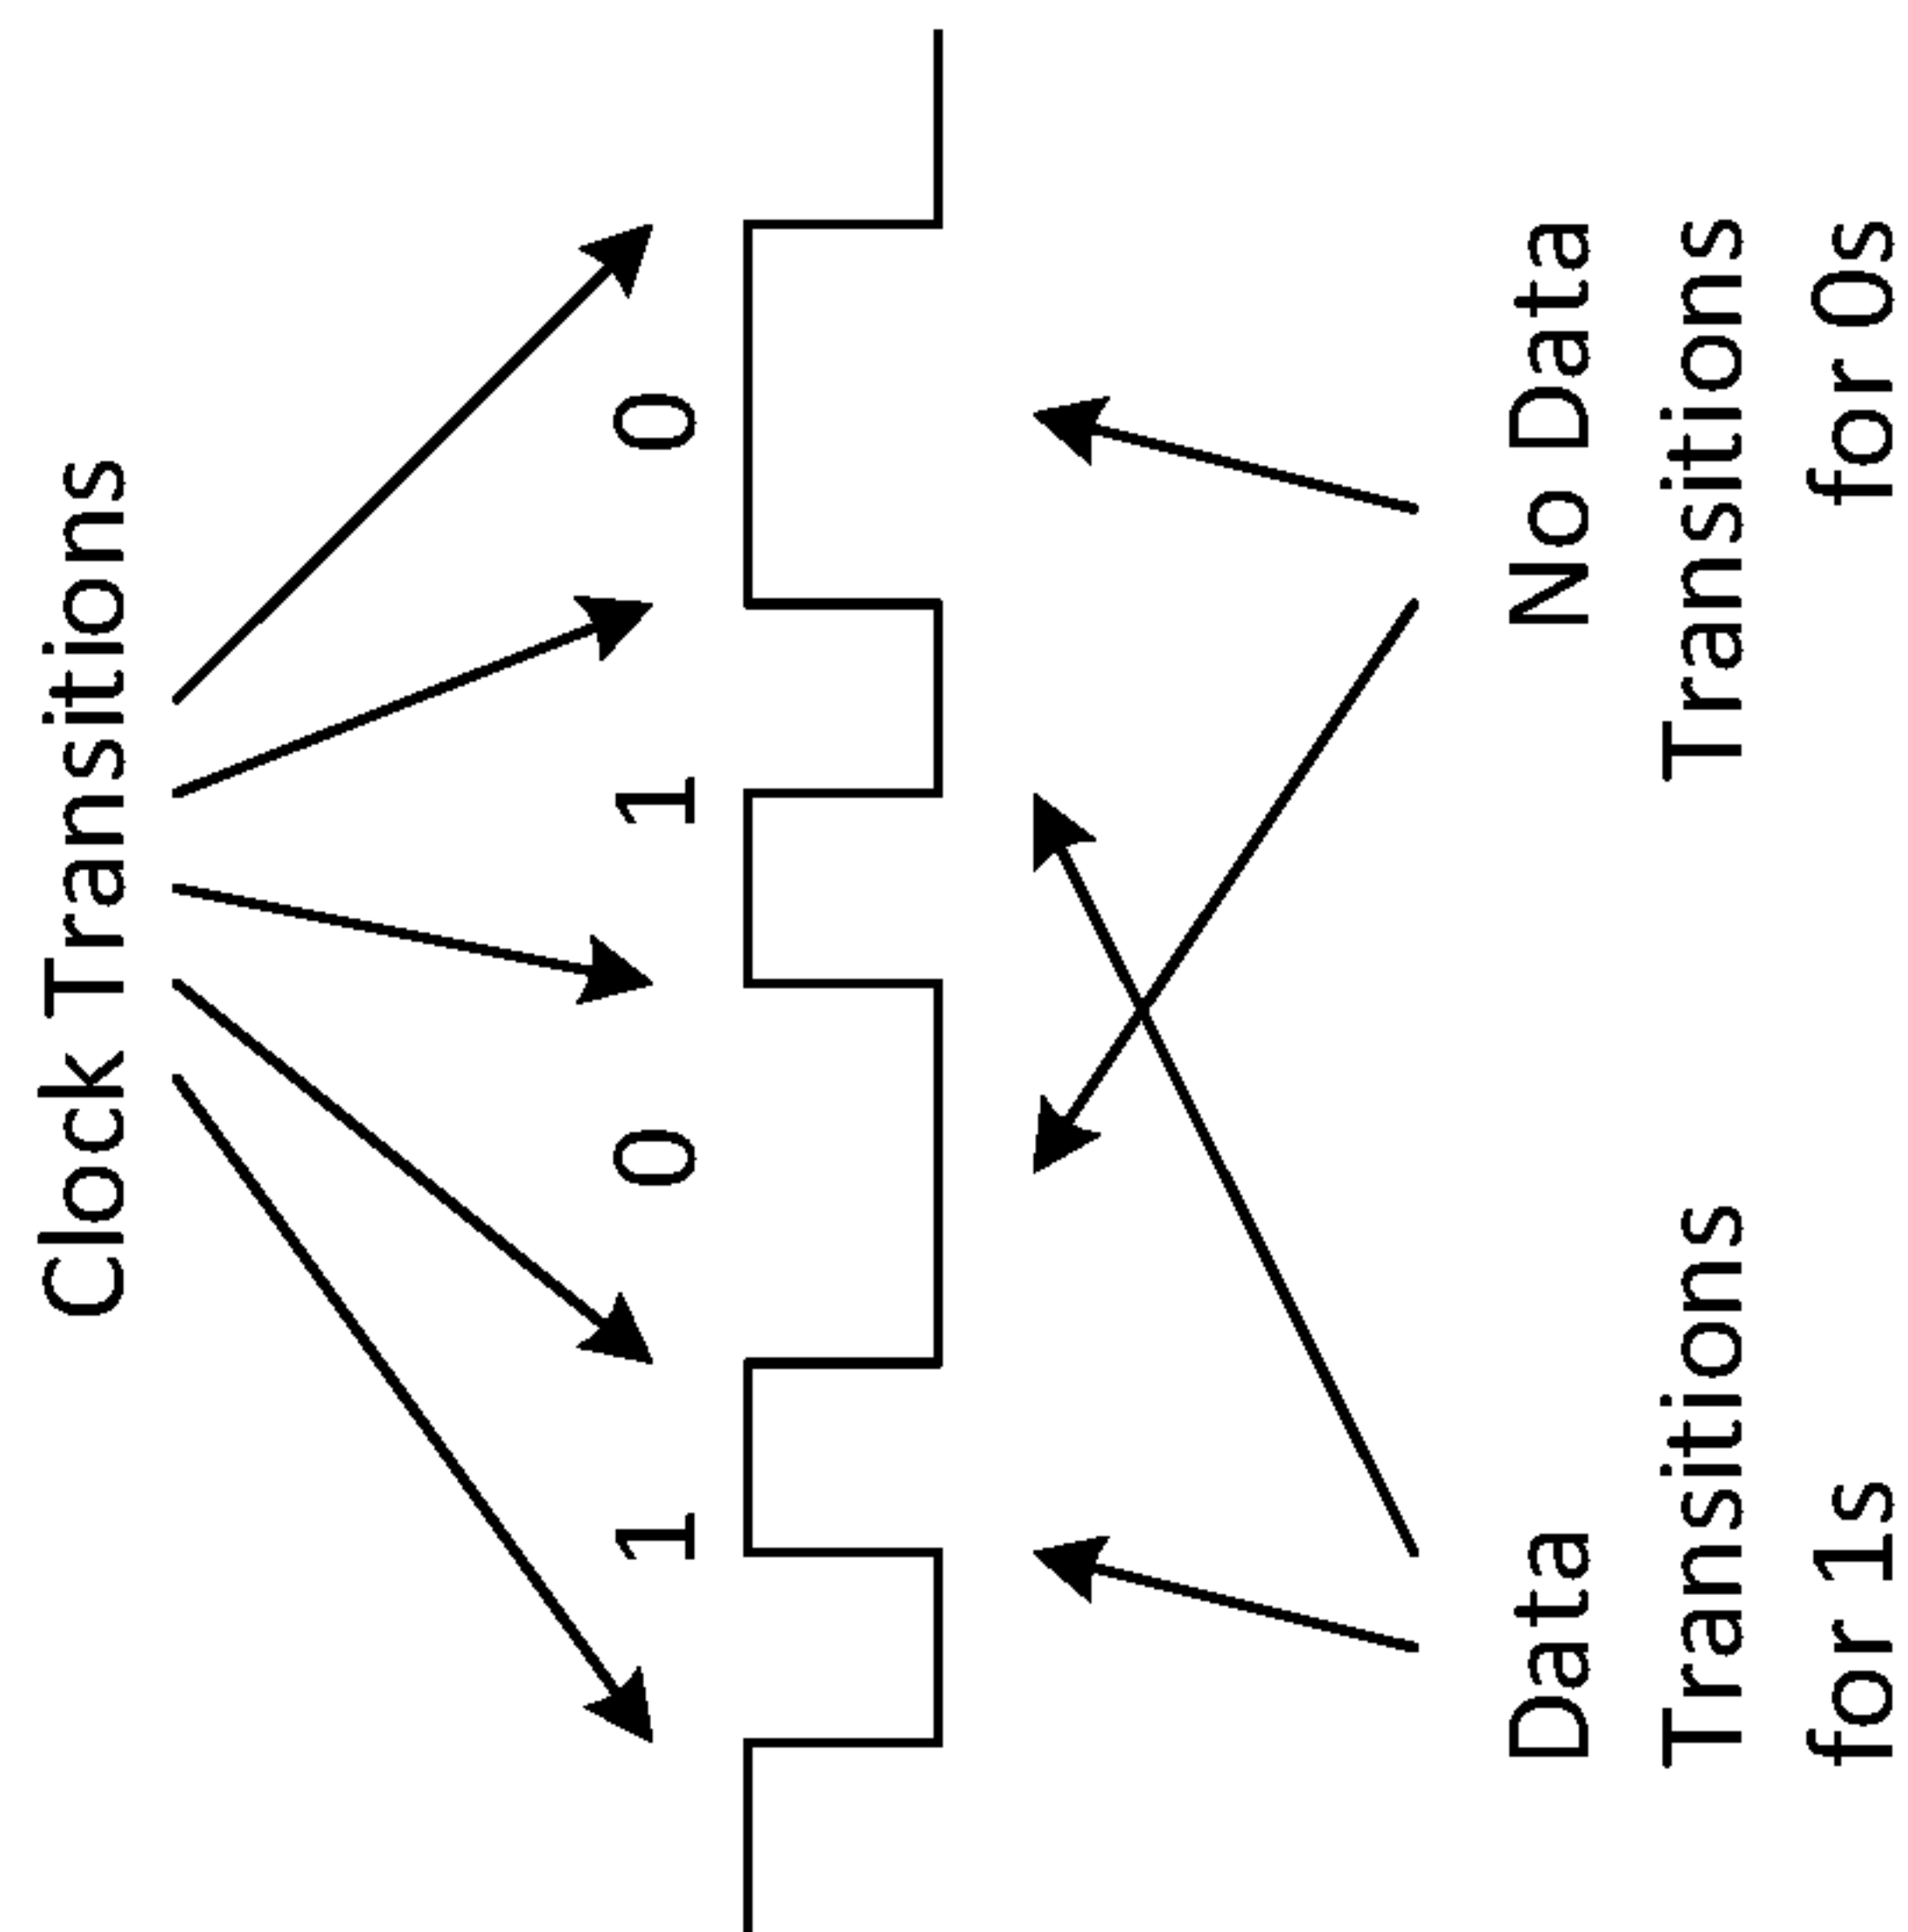 Clock Transitions
1 0 1 0
Data
Transitions
for 1s
No Data
Transitions
for 0s